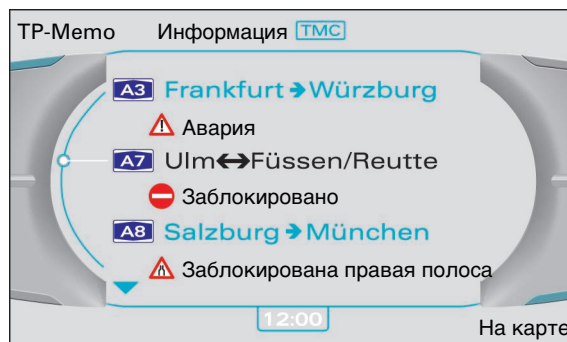 TP-Memo Информация TMC
A3 Frankfurt➔Würzburg
Авария
A7 Ulm↔Füssen/Reutte
Заблокировано
A8 Salzburg➔München
Заблокирована правая полоса
12:00
На карте